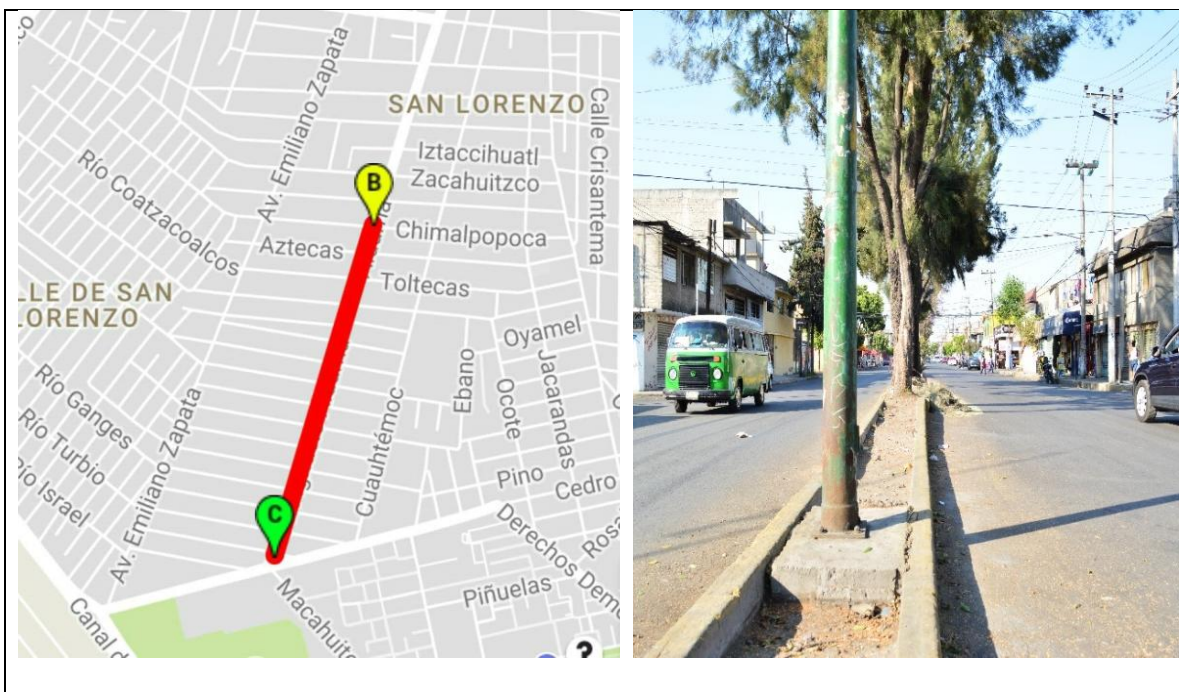 Av. Emiliano Zapata
SAN LORENZO
Calle Crisantema
Iztaccihuatl
Zacahuitzco
Río Coatzacoalcos
B
Chimalpopoca
Aztecas
Toltecas
LLE DE SAN
LORENZO
Oyamel
Ebano
Ocote
Jacarandas
Río Ganges
Río Turbio
Río Israel
Av. Emiliano Zapata
Cuauhtémoc
Pino
Cedro
C
Derechos Dem
Rosa
Piñuelas
Macahuite
Canal d
?